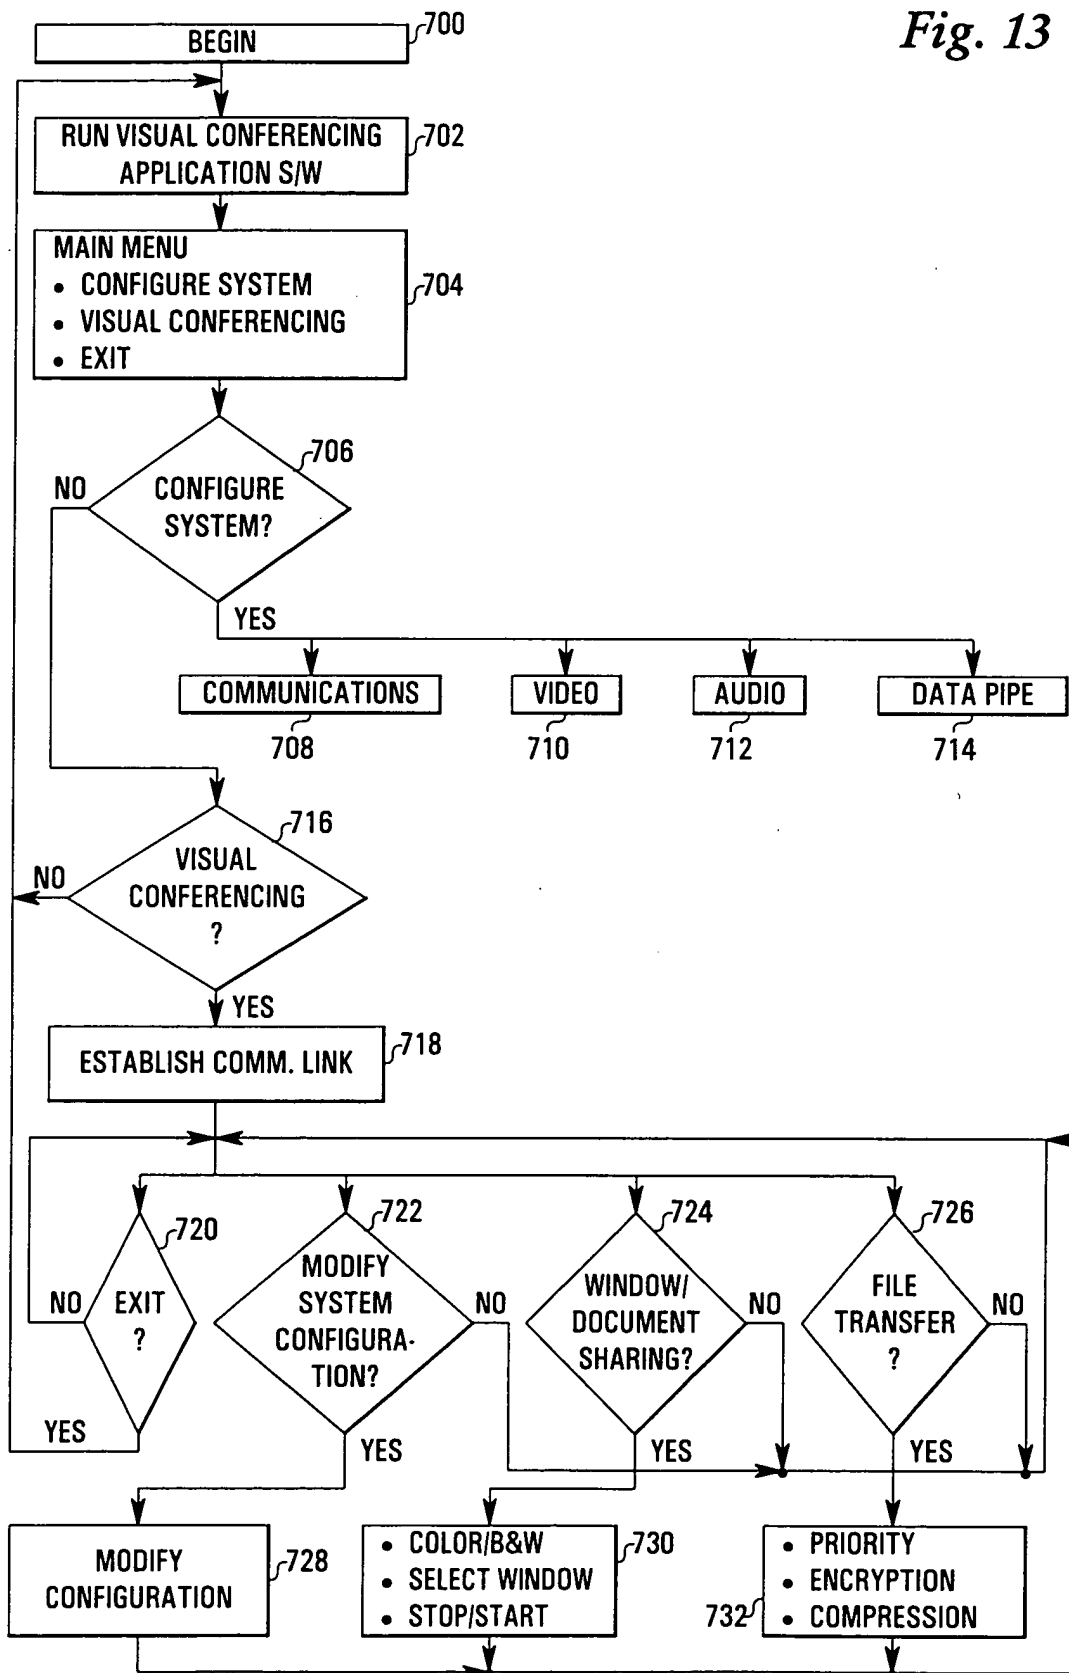 Fig. 13
BEGIN
700
RUN VISUAL CONFERENCING
APPLICATION S/W
702
MAIN MENU
• CONFIGURE SYSTEM
• VISUAL CONFERENCING
• EXIT
704
706
CONFIGURE
SYSTEM?
NO
YES
COMMUNICATIONS
VIDEO
AUDIO
DATA PIPE
708
710
712
714
716
VISUAL
CONFERENCING
?
NO
YES
ESTABLISH COMM. LINK
718
720
EXIT
?
NO
YES
722
MODIFY
SYSTEM
CONFIGURA-
TION?
NO
YES
724
WINDOW/
DOCUMENT
SHARING?
NO
YES
726
FILE
TRANSFER
?
NO
YES
MODIFY
CONFIGURATION
728
• COLOR/B&W
• SELECT WINDOW
• STOP/START
730
• PRIORITY
• ENCRYPTION
• COMPRESSION
732